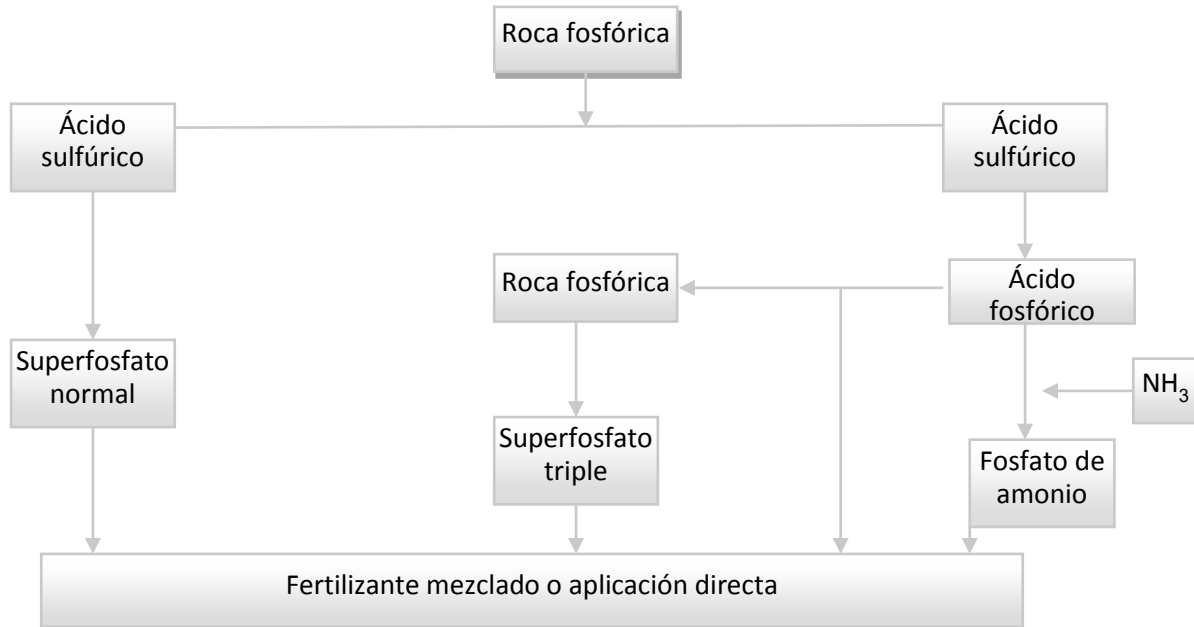 Roca fosfórica
Ácido
sulfúrico
Ácido
sulfúrico
Roca fosfórica
Ácido
fosfórico
Superfosfato
normal
NH₃
Superfosfato
triple
Fosfato de
amonio
Fertilizante mezclado o aplicación directa